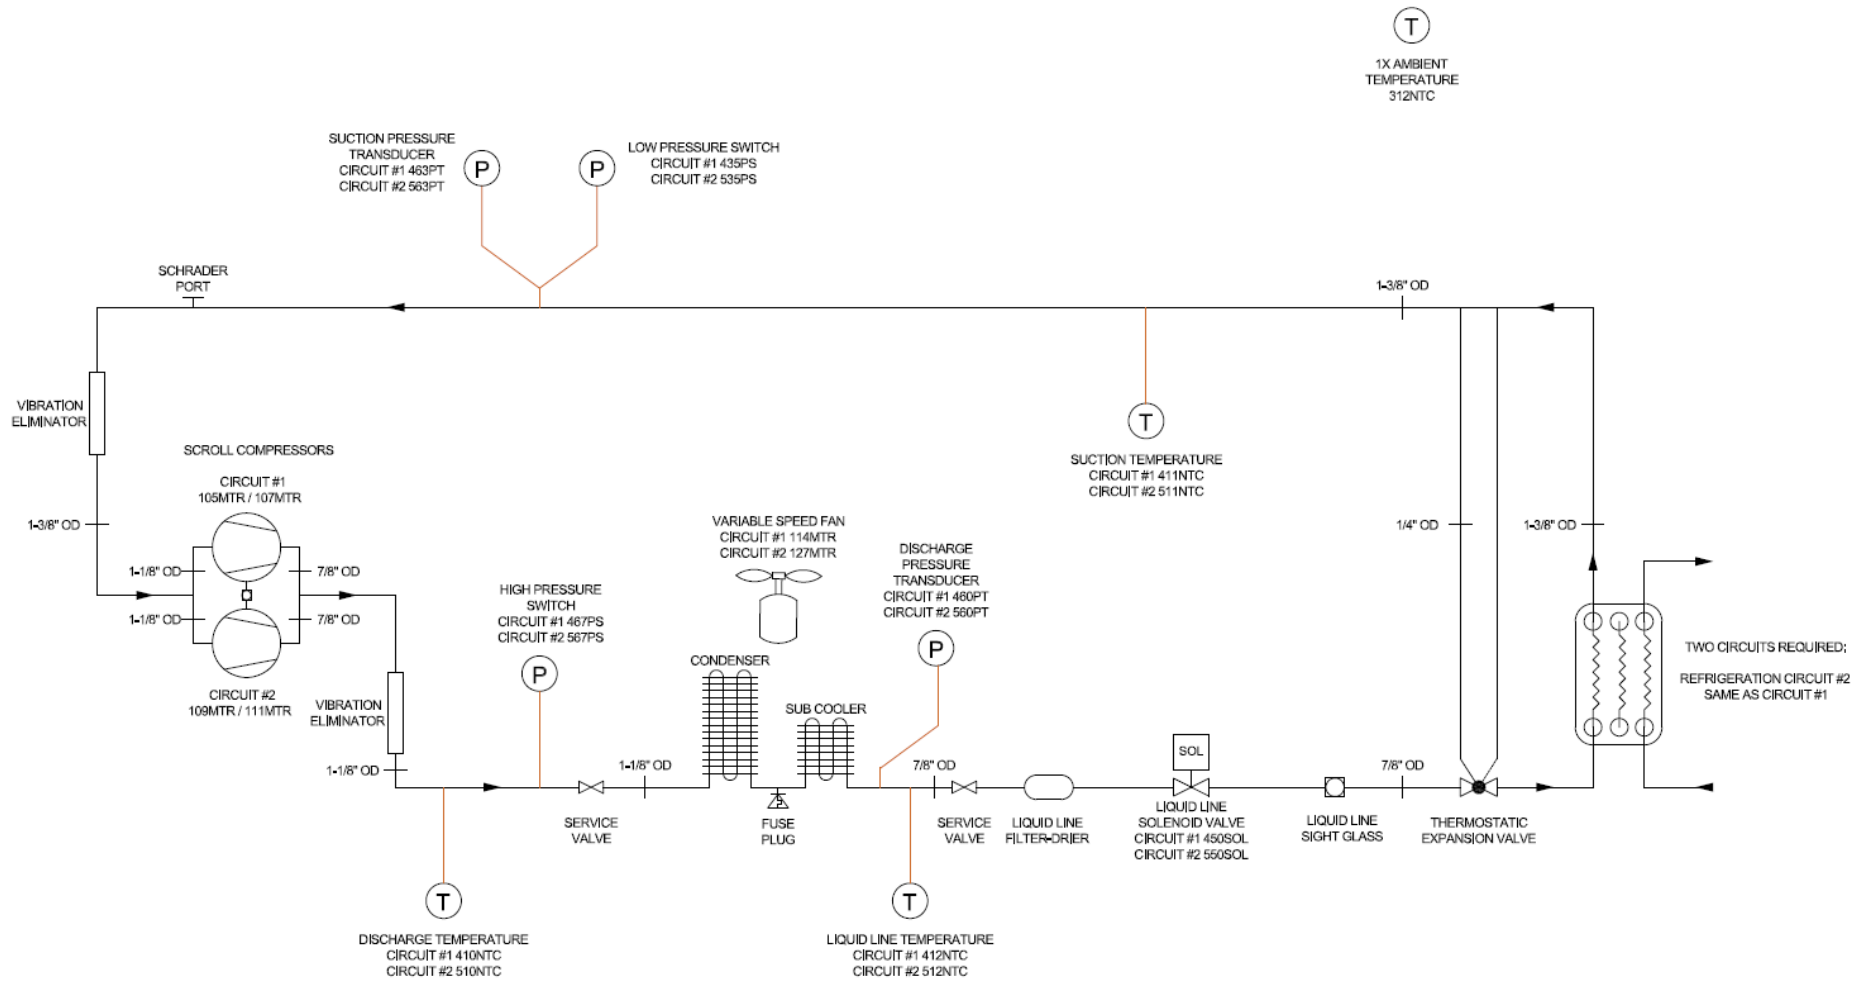 T
1X AMBIENT
TEMPERATURE
312NTC
SUCTION PRESSURE
TRANSDUCER
CIRCUIT #1 463PT
CIRCUIT #2 563PT
P
P
LOW PRESSURE SWITCH
CIRCUIT #1 435PS
CIRCUIT #2 535PS
SCHRADER
PORT
1-3/8" OD
VIBRATION
ELIMINATOR
SCROLL COMPRESSORS
CIRCUIT #1
105MTR / 107MTR
1-3/8" OD
1-1/8" OD
7/8" OD
1-1/8" OD
7/8" OD
CIRCUIT #2
109MTR / 111MTR
VIBRATION
ELIMINATOR
1-1/8" OD
T
SUCTION TEMPERATURE
CIRCUIT #1 411NTC
CIRCUIT #2 511NTC
1/4" OD
1-3/8" OD
VARIABLE SPEED FAN
CIRCUIT #1 114MTR
CIRCUIT #2 127MTR
DISCHARGE
PRESSURE
TRANSDUCER
CIRCUIT #1 460PT
CIRCUIT #2 560PT
P
HIGH PRESSURE
SWITCH
CIRCUIT #1 467PS
CIRCUIT #2 567PS
P
CONDENSER
SUB COOLER
TWO CIRCUITS REQUIRED;
REFRIGERATION CIRCUIT #2
SAME AS CIRCUIT #1
1-1/8" OD
7/8" OD
SOL
7/8" OD
SERVICE
VALVE
FUSE
PLUG
SERVICE
VALVE
LIQUID LINE
FILTER-DRIER
LIQUID LINE
SOLENOID VALVE
CIRCUIT #1 450SOL
CIRCUIT #2 550SOL
LIQUID LINE
SIGHT GLASS
THERMOSTATIC
EXPANSION VALVE
T
DISCHARGE TEMPERATURE
CIRCUIT #1 410NTC
CIRCUIT #2 510NTC
T
LIQUID LINE TEMPERATURE
CIRCUIT #1 412NTC
CIRCUIT #2 512NTC